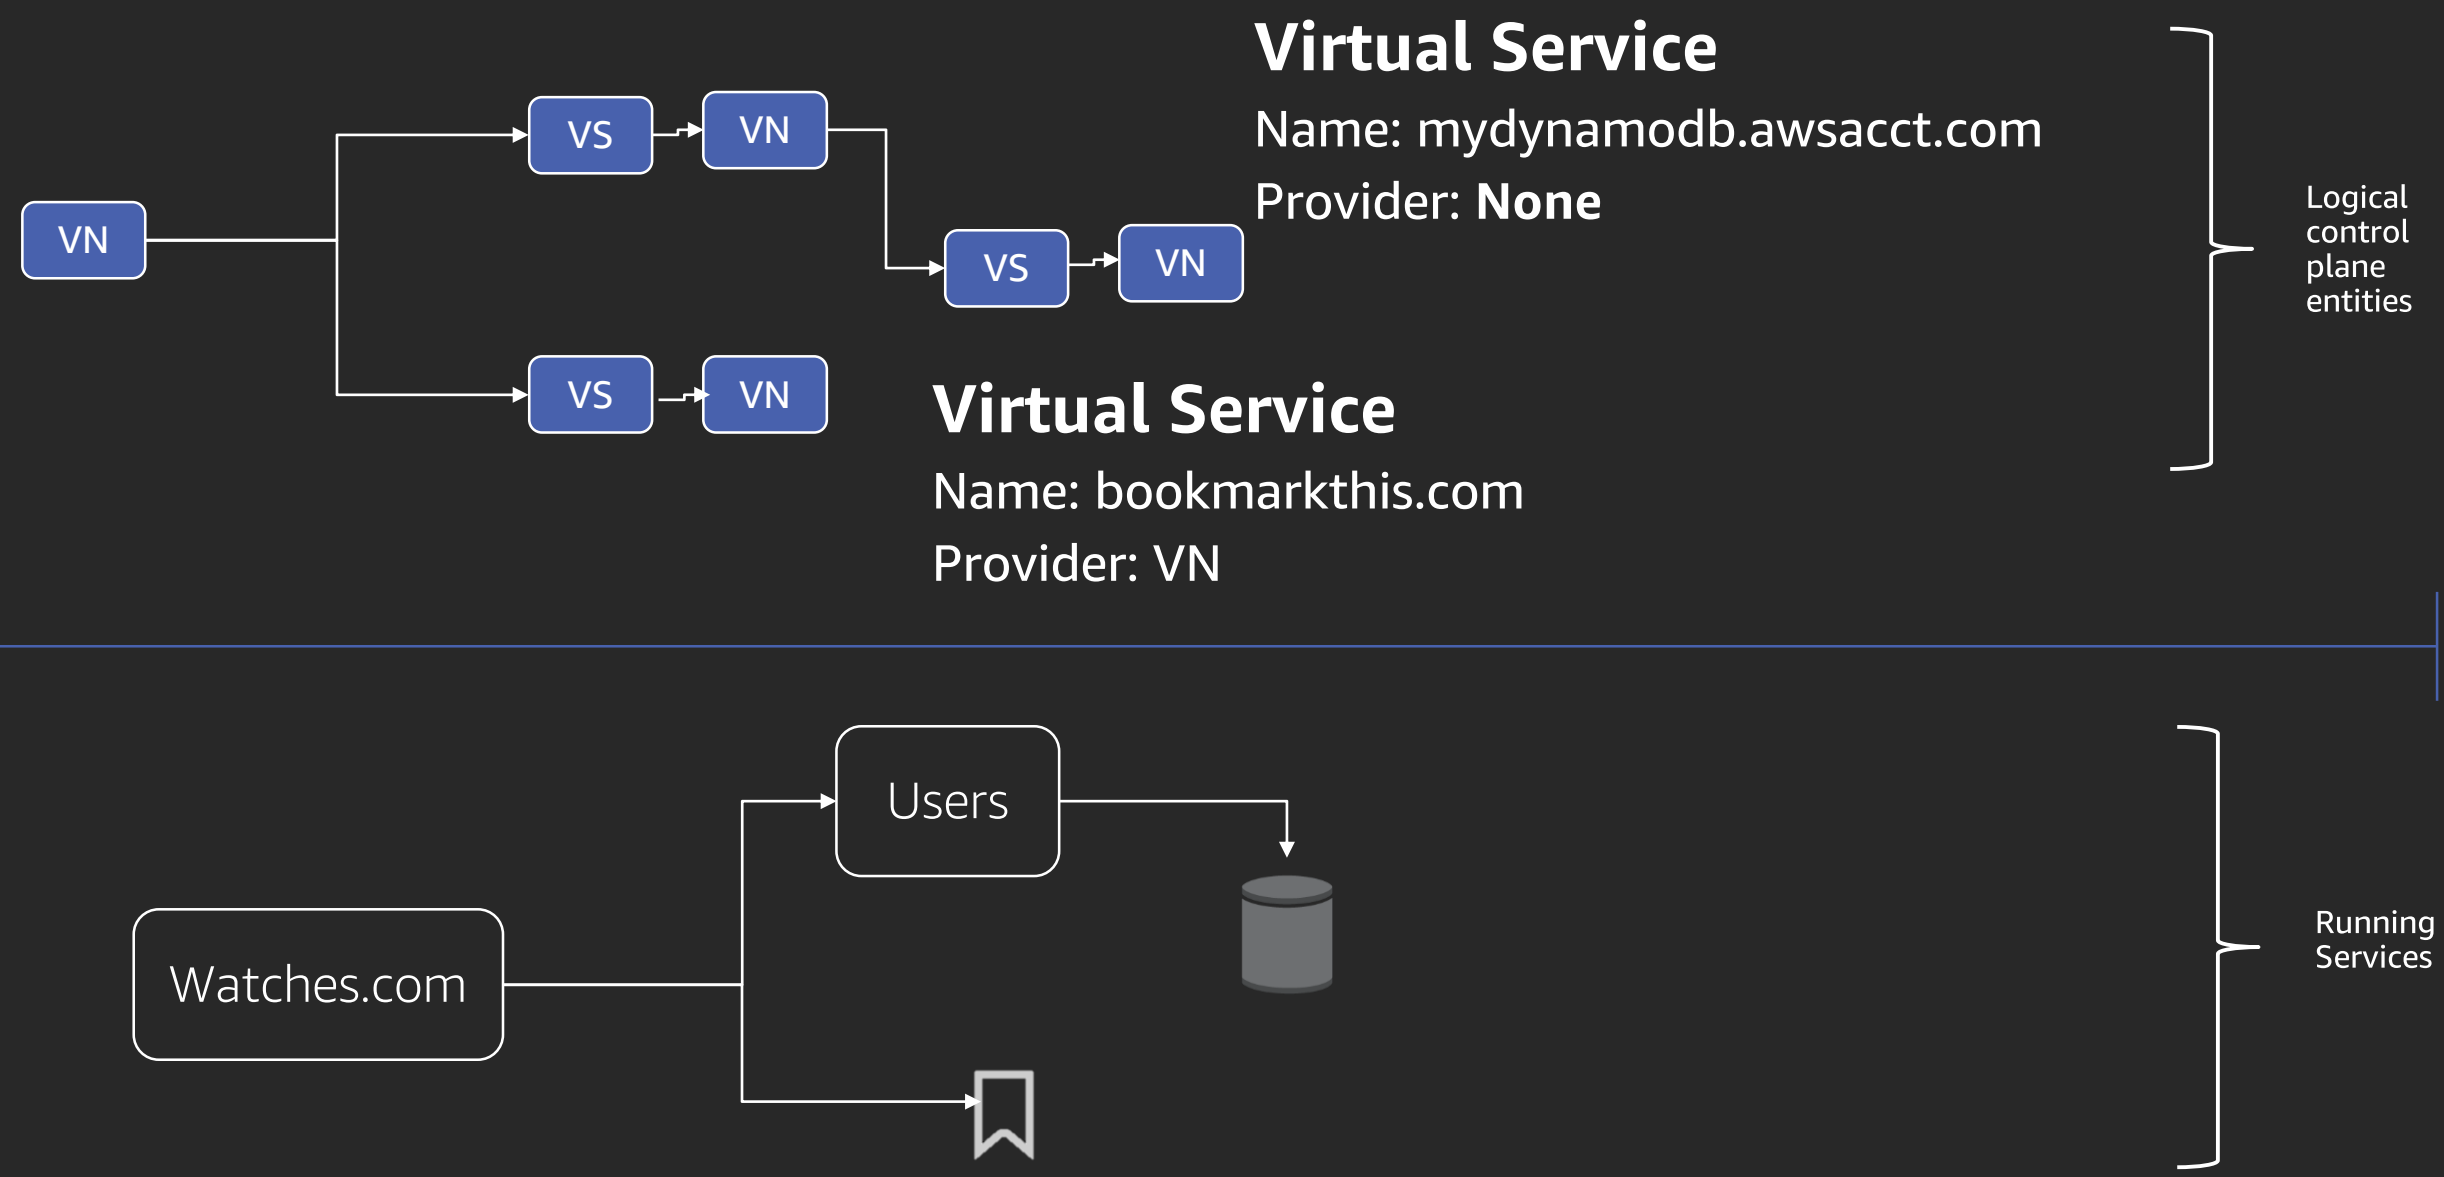 Virtual Service
Name: mydynamodb.awsacct.com
Provider: None
VS
VN
VN
VS
VN
Logical
control
plane
entities
VS
VN
Virtual Service
Name: bookmarkthis.com
Provider: VN
Users
Watches.com
Running
Services